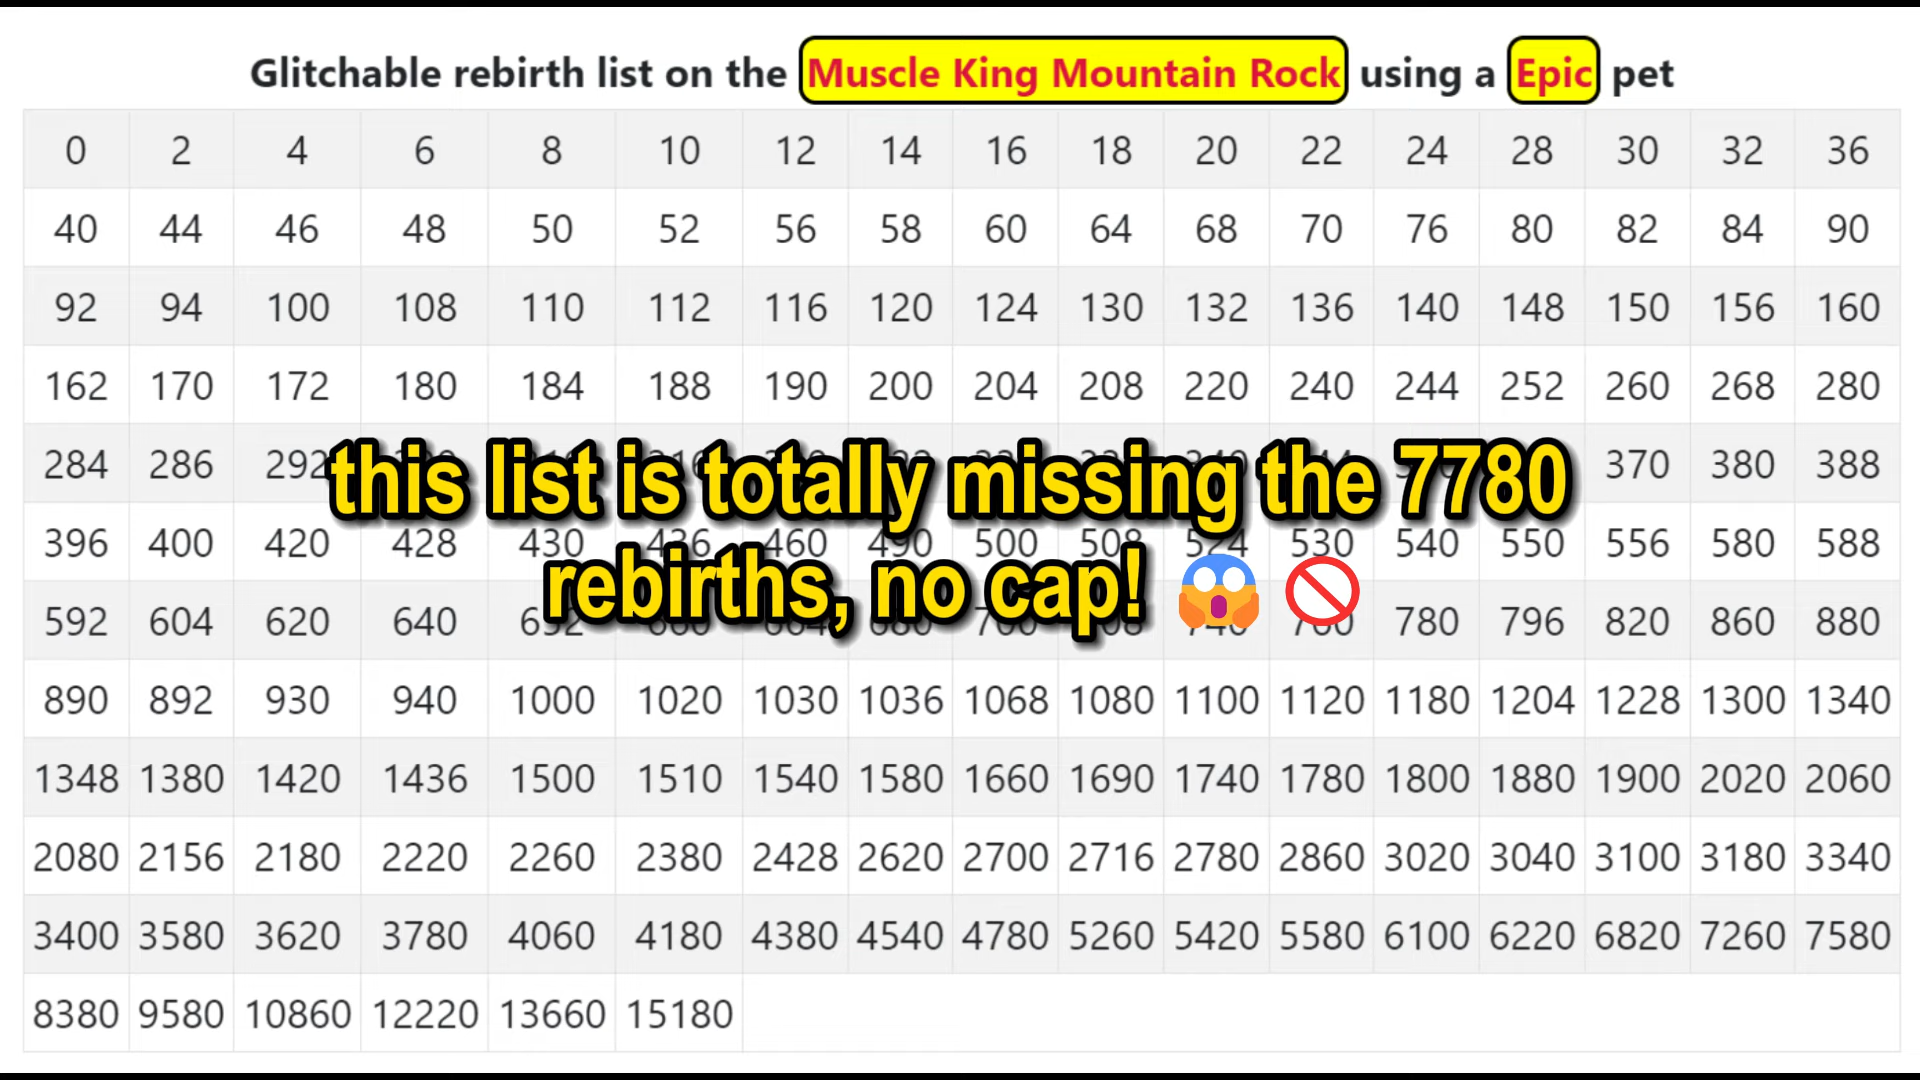 Glitchable rebirth list on the Muscle King Mountain Rock using a Epic pet
0 2 4 6 8 10 12 14 16 18 20 22 24 28 30 32 36
40 44 46 48 50 52 56 58 60 64 68 70 76 80 82 84 90
92 94 100 108 110 112 116 120 124 130 132 136 140 148 150 156 160
162 170 172 180 184 188 190 200 204 208 220 240 244 252 260 268 280
284 286 292 370 380 388
this list is totally missing the 7780
396 400 420 428 430 436 460 490 500 508 524 530 540 550 556 580 588
rebirths, no cap! 😱 🚫
592 604 620 640 780 796 820 860 880
890 892 930 940 1000 1020 1030 1036 1068 1080 1100 1120 1180 1204 1228 1300 1340
1348 1380 1420 1436 1500 1510 1540 1580 1660 1690 1740 1780 1800 1880 1900 2020 2060
2080 2156 2180 2220 2260 2380 2428 2620 2700 2716 2780 2860 3020 3040 3100 3180 3340
3400 3580 3620 3780 4060 4180 4380 4540 4780 5260 5420 5580 6100 6220 6820 7260 7580
8380 9580 10860 12220 13660 15180